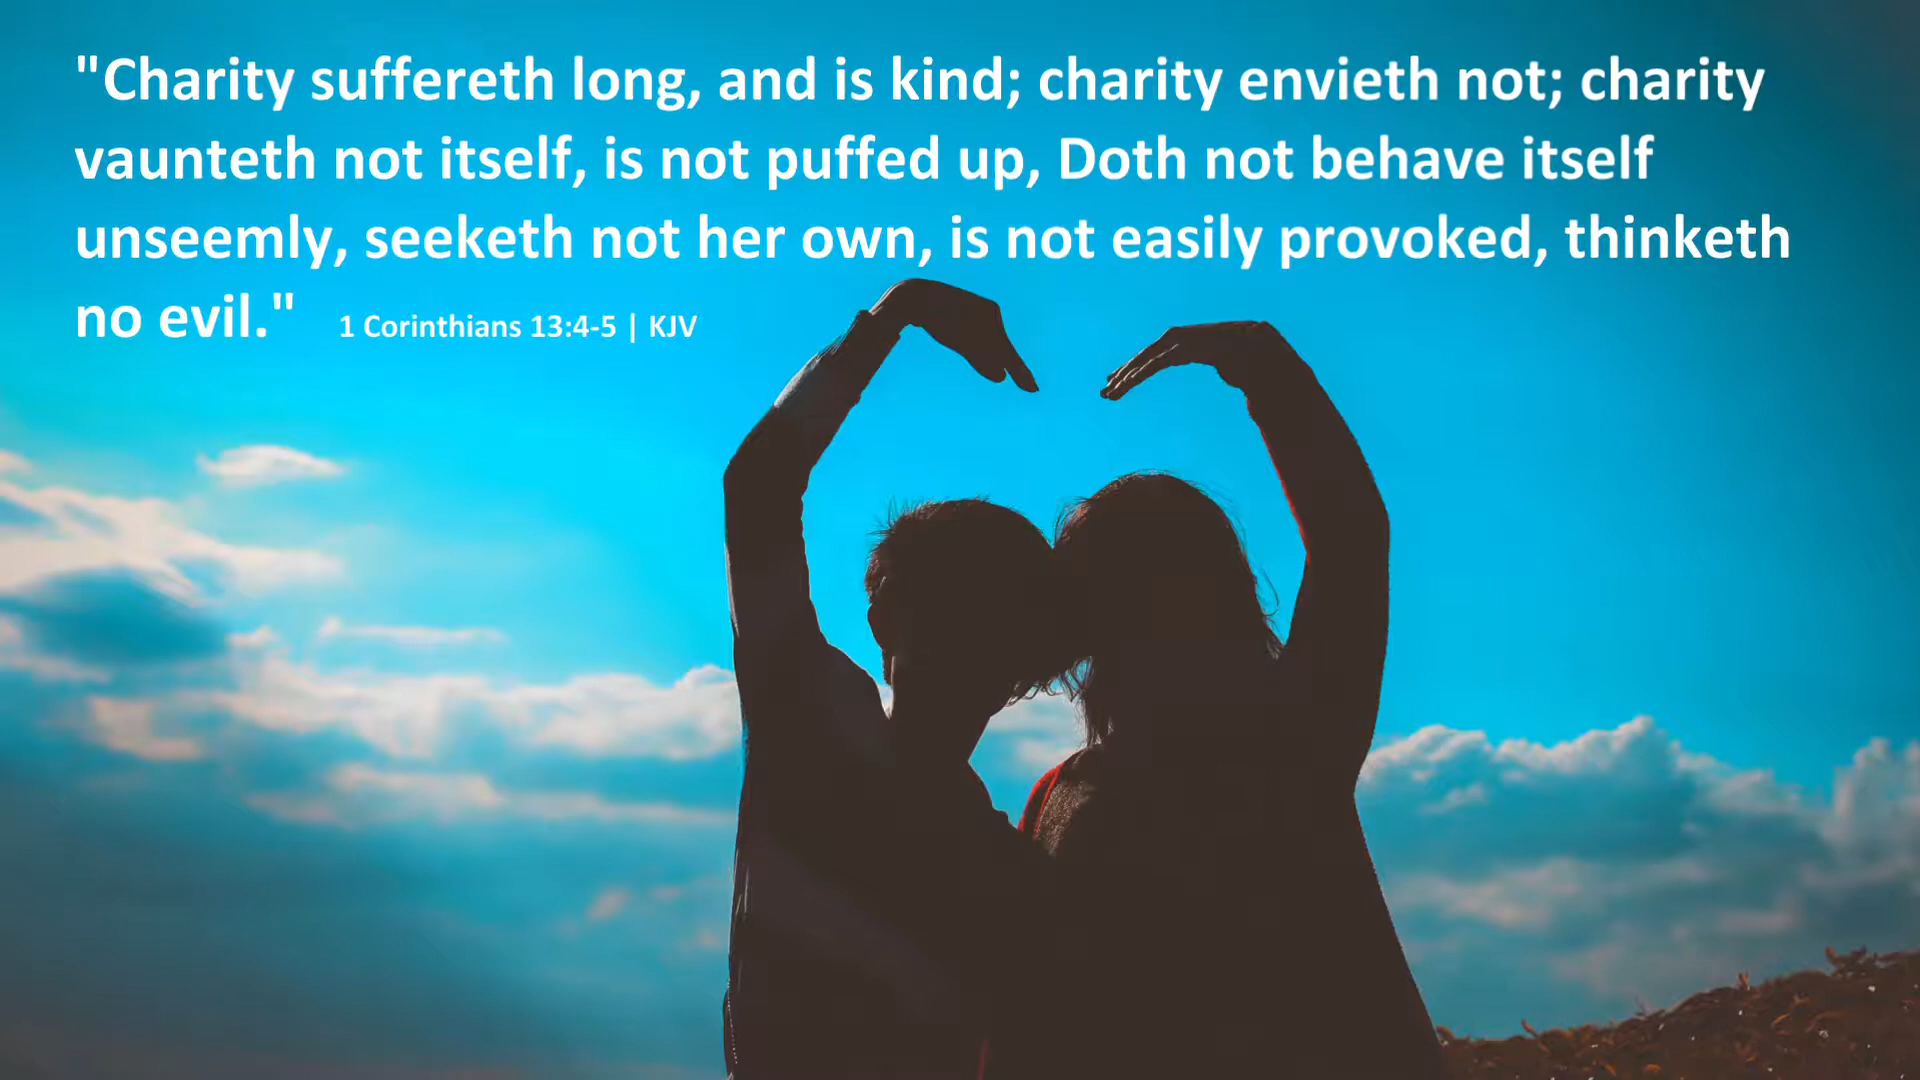 "Charity suffereth long, and is kind; charity envieth not; charity
vaunteth not itself, is not puffed up, Doth not behave itself
unseemly, seeketh not her own, is not easily provoked, thinketh
no evil." 1 Corinthians 13:4-5 | KJV